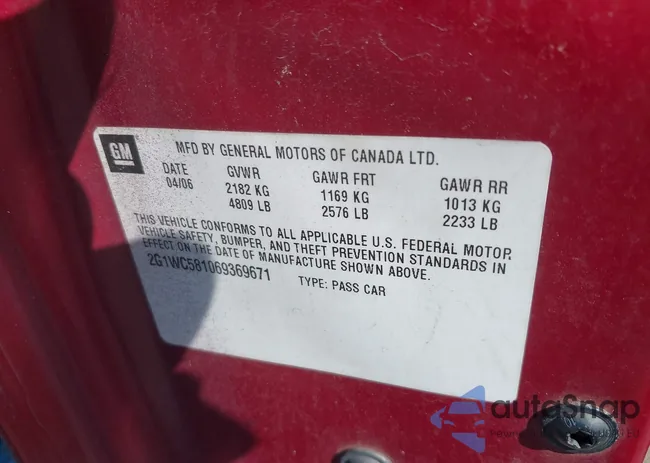 GM
MFD BY GENERAL MOTORS OF CANADA LTD.
DATE GVWR GAWR FRT GAWR RR
04/06 2182 KG 1169 KG 1013 KG
4809 LB 2576 LB 2233 LB
THIS VEHICLE CONFORMS TO ALL APPLICABLE U.S. FEDERAL MOTOR
VEHICLE SAFETY, BUMPER, AND THEFT PREVENTION STANDARDS IN
EFFECT ON THE DATE OF MANUFACTURE SHOWN ABOVE.
2G1WC581069369671 TYPE: PASS CAR
autoSnap